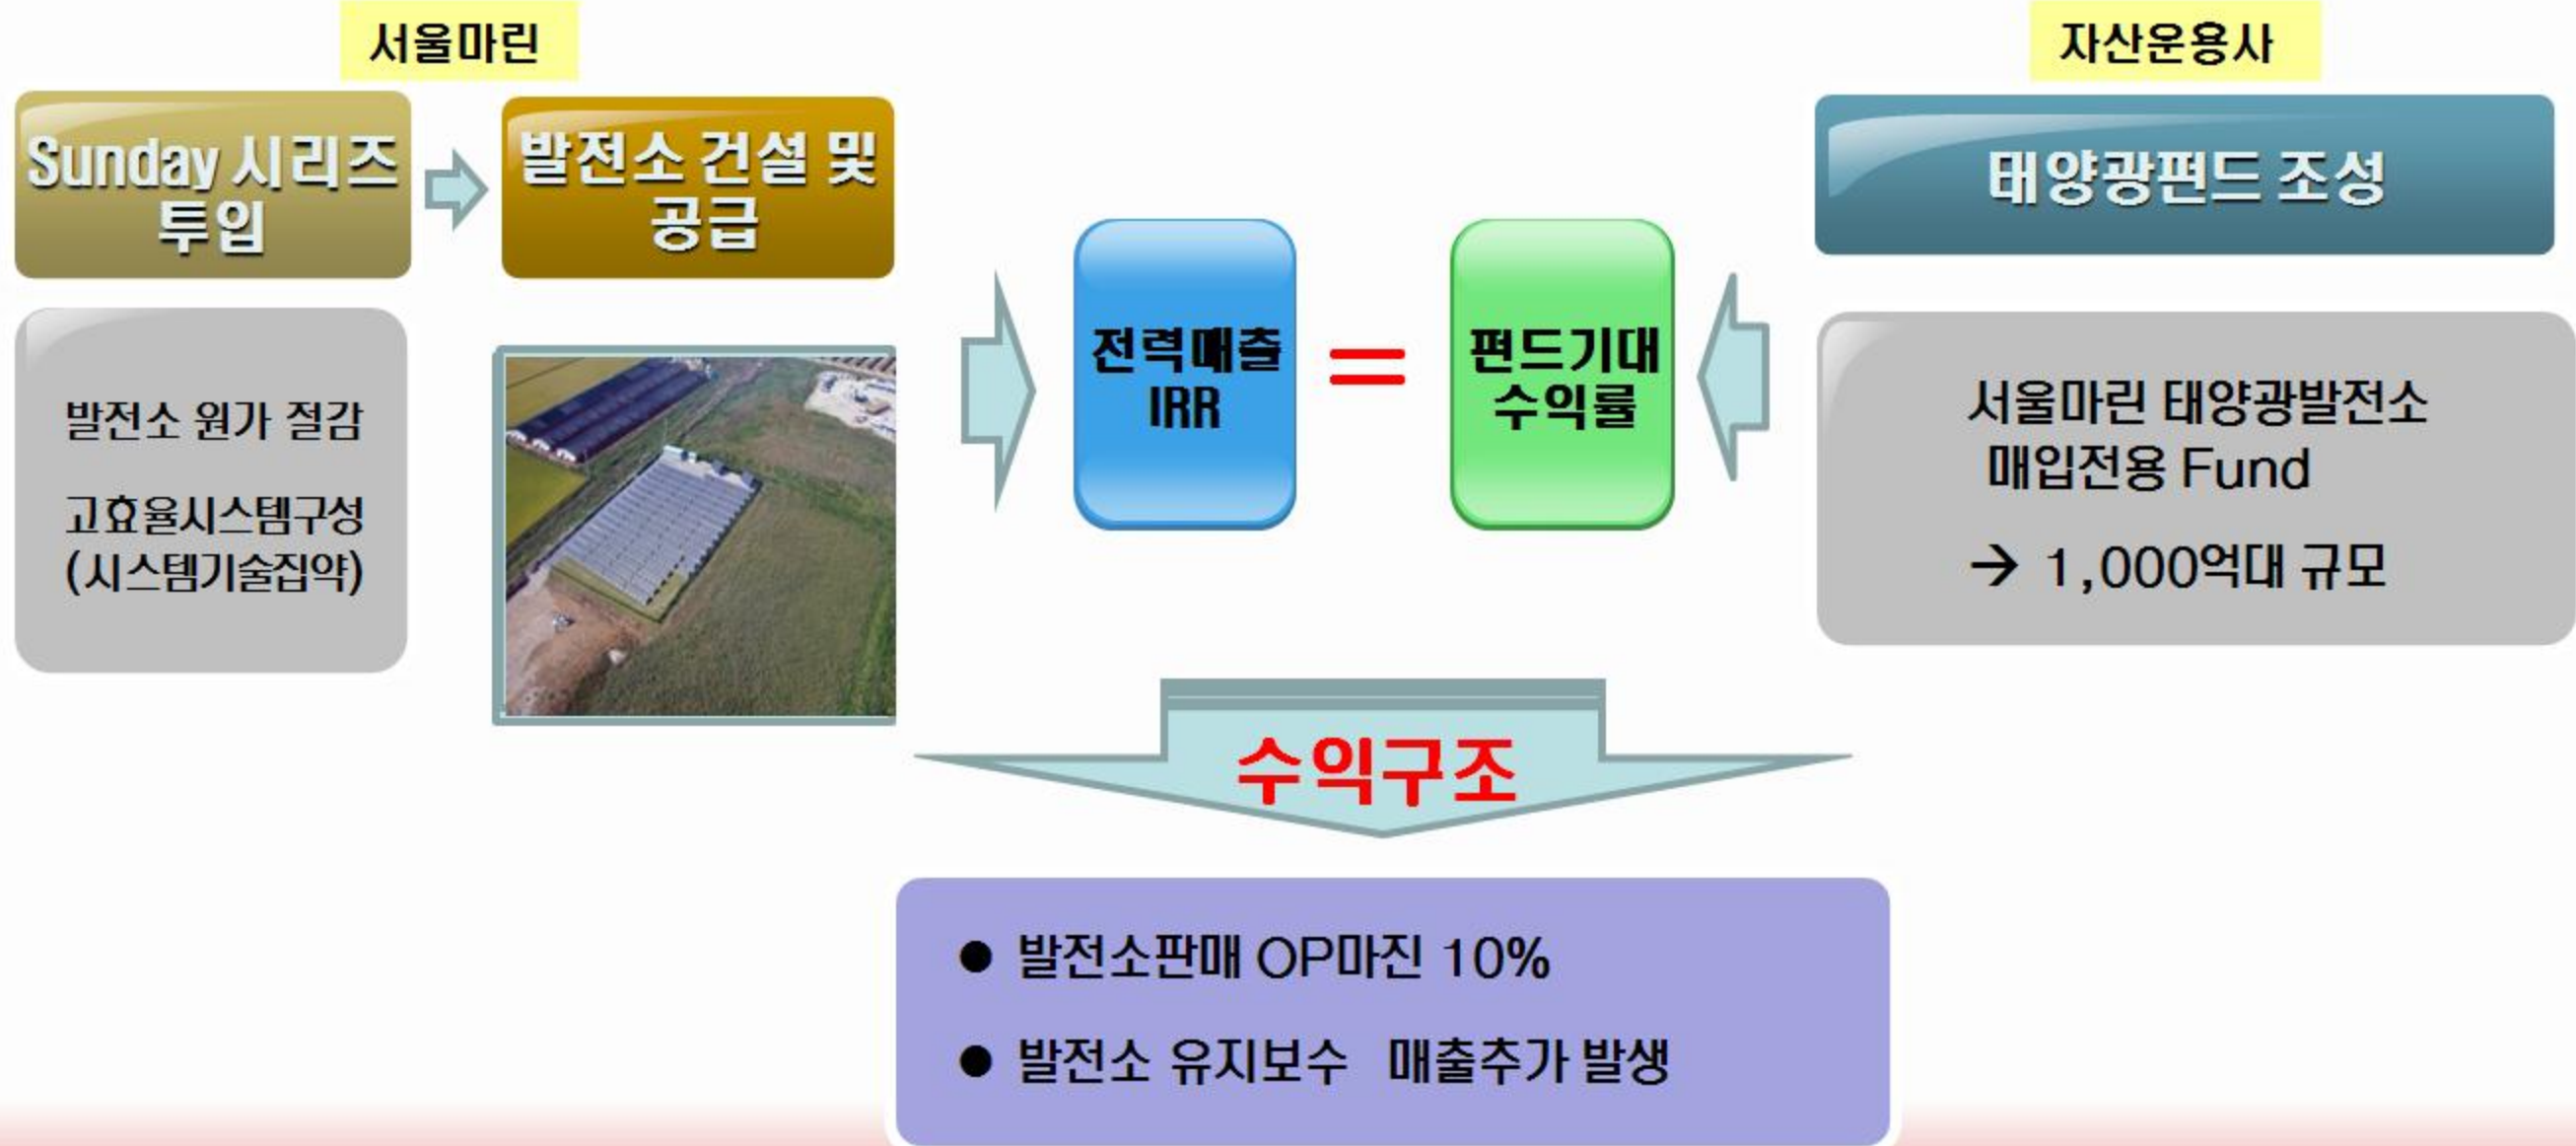 서울마린
Sunday 시리즈
투입
발전소 건설 및
공급
발전소 원가 절감
고효율시스템구성
(시스템기술집약)
전력매출
IRR
=
펀드기대
수익률
자산운용사
태양광펀드 조성
서울마린 태양광발전소
매입전용 Fund
→ 1,000억대 규모
수익구조
● 발전소판매 OP마진 10%
● 발전소 유지보수 매출추가 발생